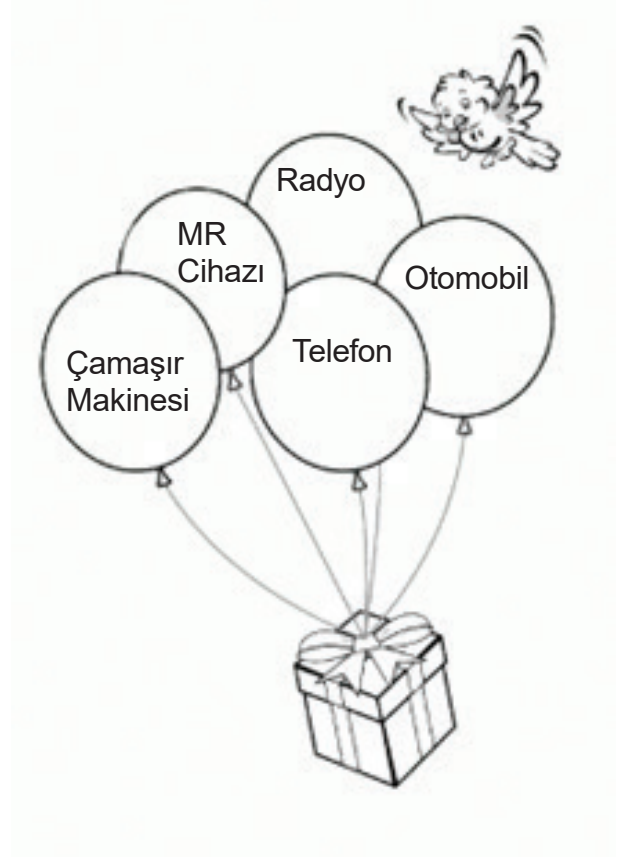 Radyo
MR
Cihazı
Otomobil
Telefon
Çamaşır
Makinesi